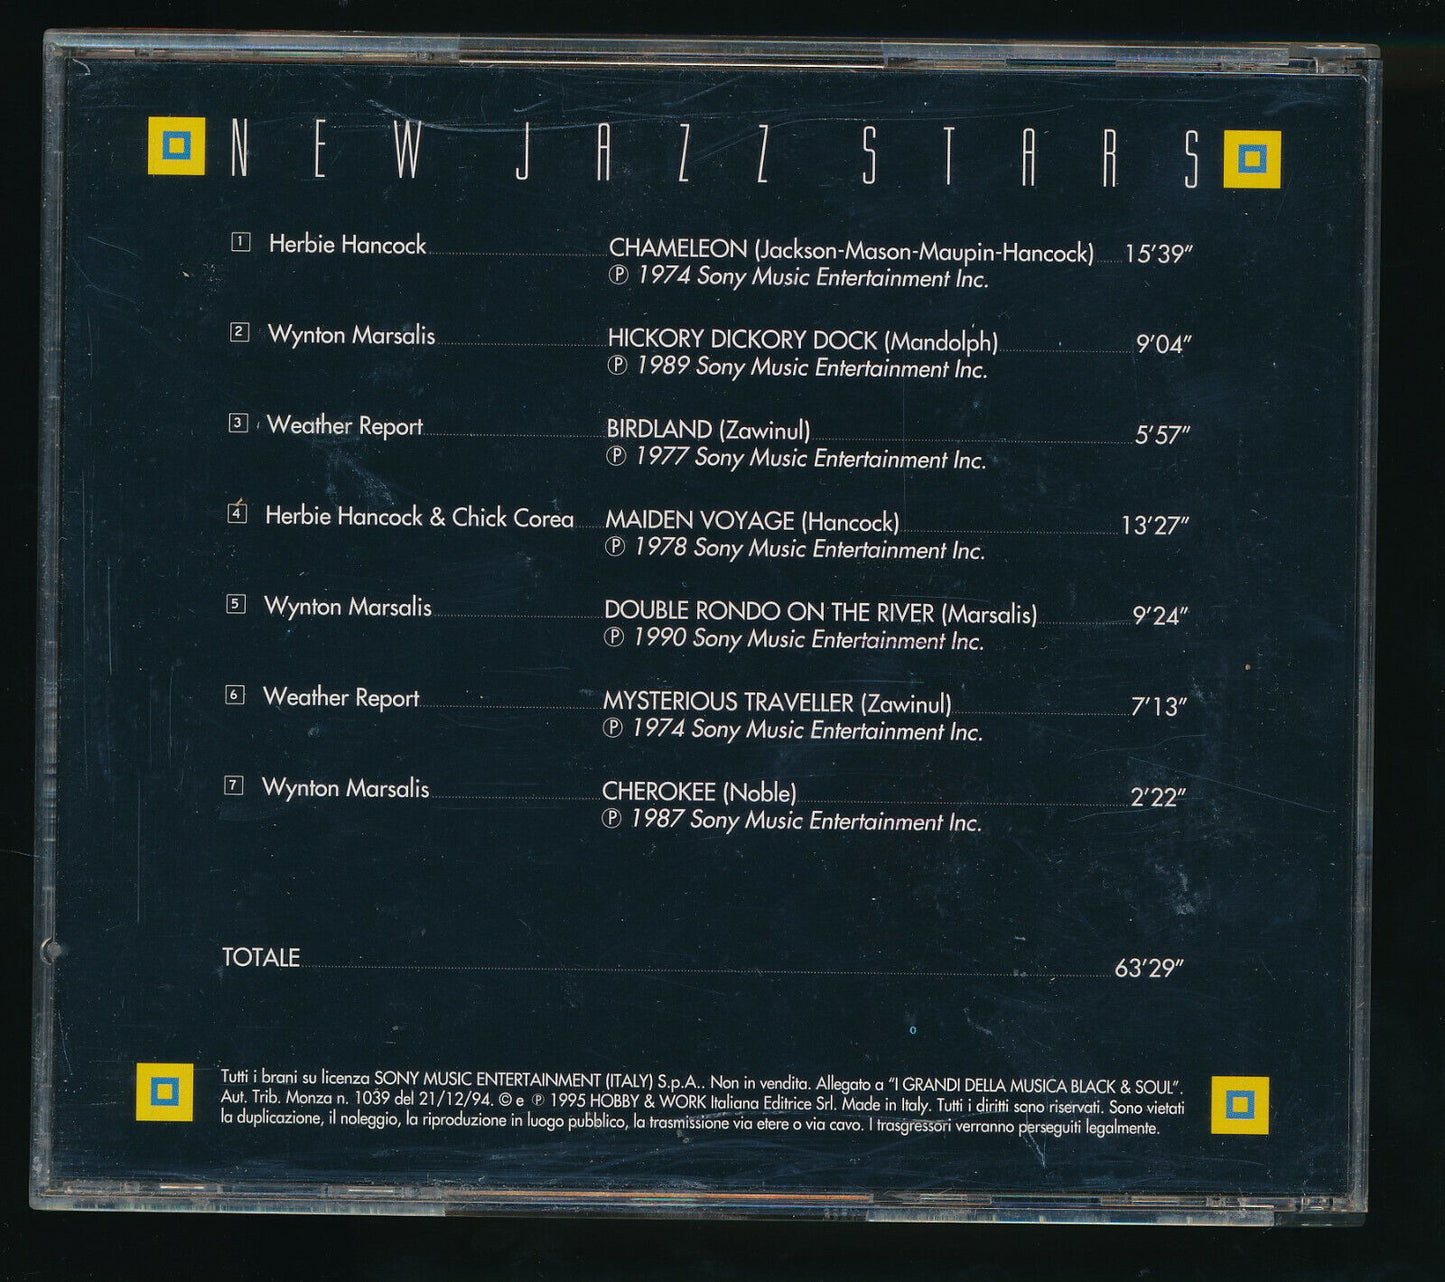 NEW JAZZ STARS
1 Herbie Hancock CHAMELEON (Jackson-Mason-Maupin-Hancock) 15’39”
℗ 1974 Sony Music Entertainment Inc.
2 Wynton Marsalis HICKORY DICKORY DOCK (Mandolph) 9’04”
℗ 1989 Sony Music Entertainment Inc.
3 Weather Report BIRDLAND (Zawinul) 5’57”
℗ 1977 Sony Music Entertainment Inc.
4 Herbie Hancock & Chick Corea MAIDEN VOYAGE (Hancock) 13’27”
℗ 1978 Sony Music Entertainment Inc.
5 Wynton Marsalis DOUBLE RONDO ON THE RIVER (Marsalis) 9’24”
℗ 1990 Sony Music Entertainment Inc.
6 Weather Report MYSTERIOUS TRAVELLER (Zawinul) 7’13”
℗ 1974 Sony Music Entertainment Inc.
7 Wynton Marsalis CHEROKEE (Noble) 2’22”
℗ 1987 Sony Music Entertainment Inc.
TOTALE 63’29”
Tutti i brani su licenza SONY MUSIC ENTERTAINMENT (ITALY) S.p.A.. Non in vendita. Allegato a “I GRANDI DELLA MUSICA BLACK & SOUL”.
Aut. Trib. Monza n. 1039 del 21/12/94. © e ℗ 1995 HOBBY & WORK Italiana Editrice Srl. Made in Italy. Tutti i diritti sono riservati. Sono vietati
la duplicazione, il noleggio, la riproduzione in luogo pubblico, la trasmissione via etere o via cavo. I trasgressori verranno perseguiti legalmente.